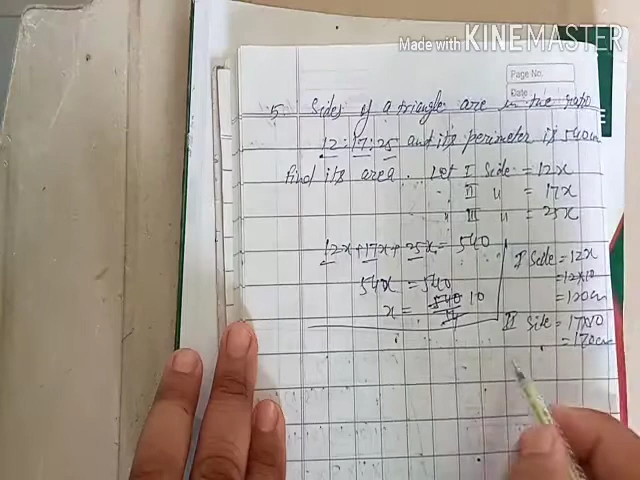 Made with KINEMASTER
Page No.
Date
5. Sides of a triangle are in the ratio
12:17:25 and its perimeter is 540cm
find its area. Let I Side = 12x
II " = 17x
III " = 25x
12x+17x+25x= 540
54x = 540
x = 540 10
54
I Side = 12x
= 12x10
= 120cm
II Side = 17x10
= 170cm